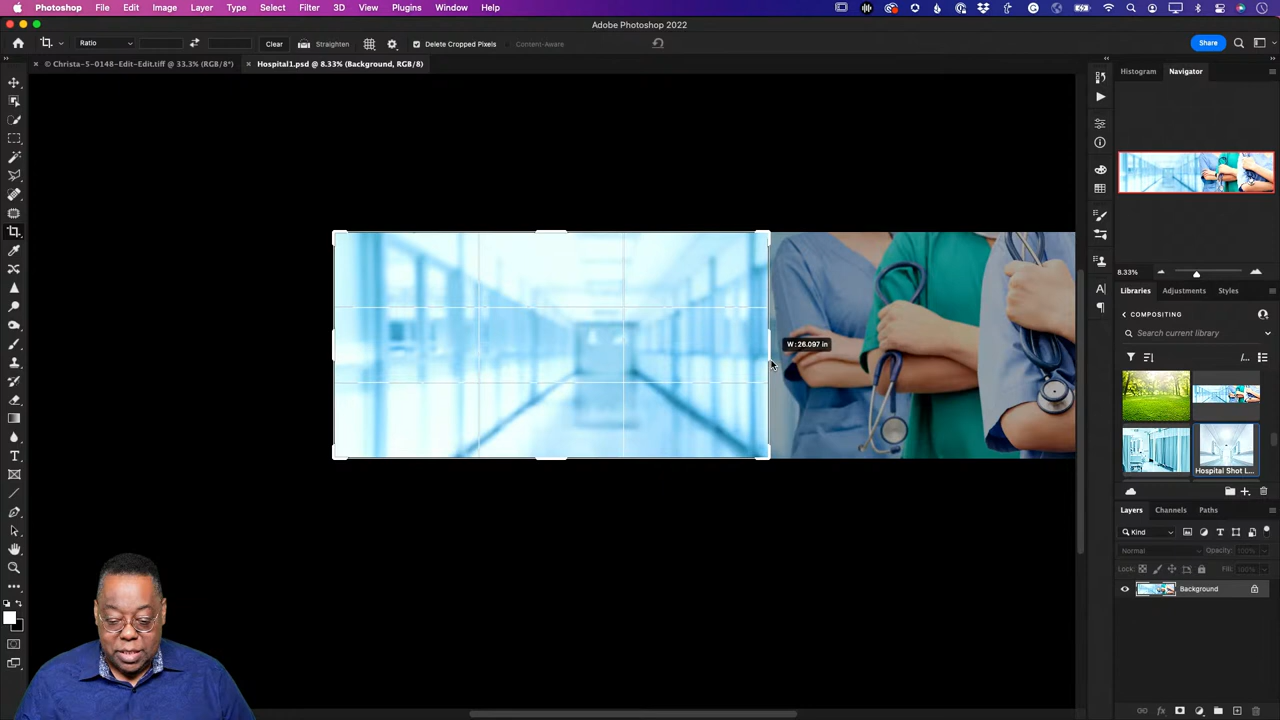 Photoshop File Edit Image Layer Type Select Filter 3D View Plugins Window Help
Adobe Photoshop 2022
Ratio Clear Straighten Delete Cropped Pixels Content-Aware Share
© Christa-5-0148-Edit-Edit.tiff @ 33.3% (RGB/8*) Hospital1.psd @ 8.33% (Background, RGB/8)
Histogram Navigator
8.33%
Libraries Adjustments Styles
COMPOSITING
Search current library
W: 26.097 in
Hospital Shot L...
Layers Channels Paths
Kind
Normal Opacity: 100%
Lock: Fill: 100%
Background